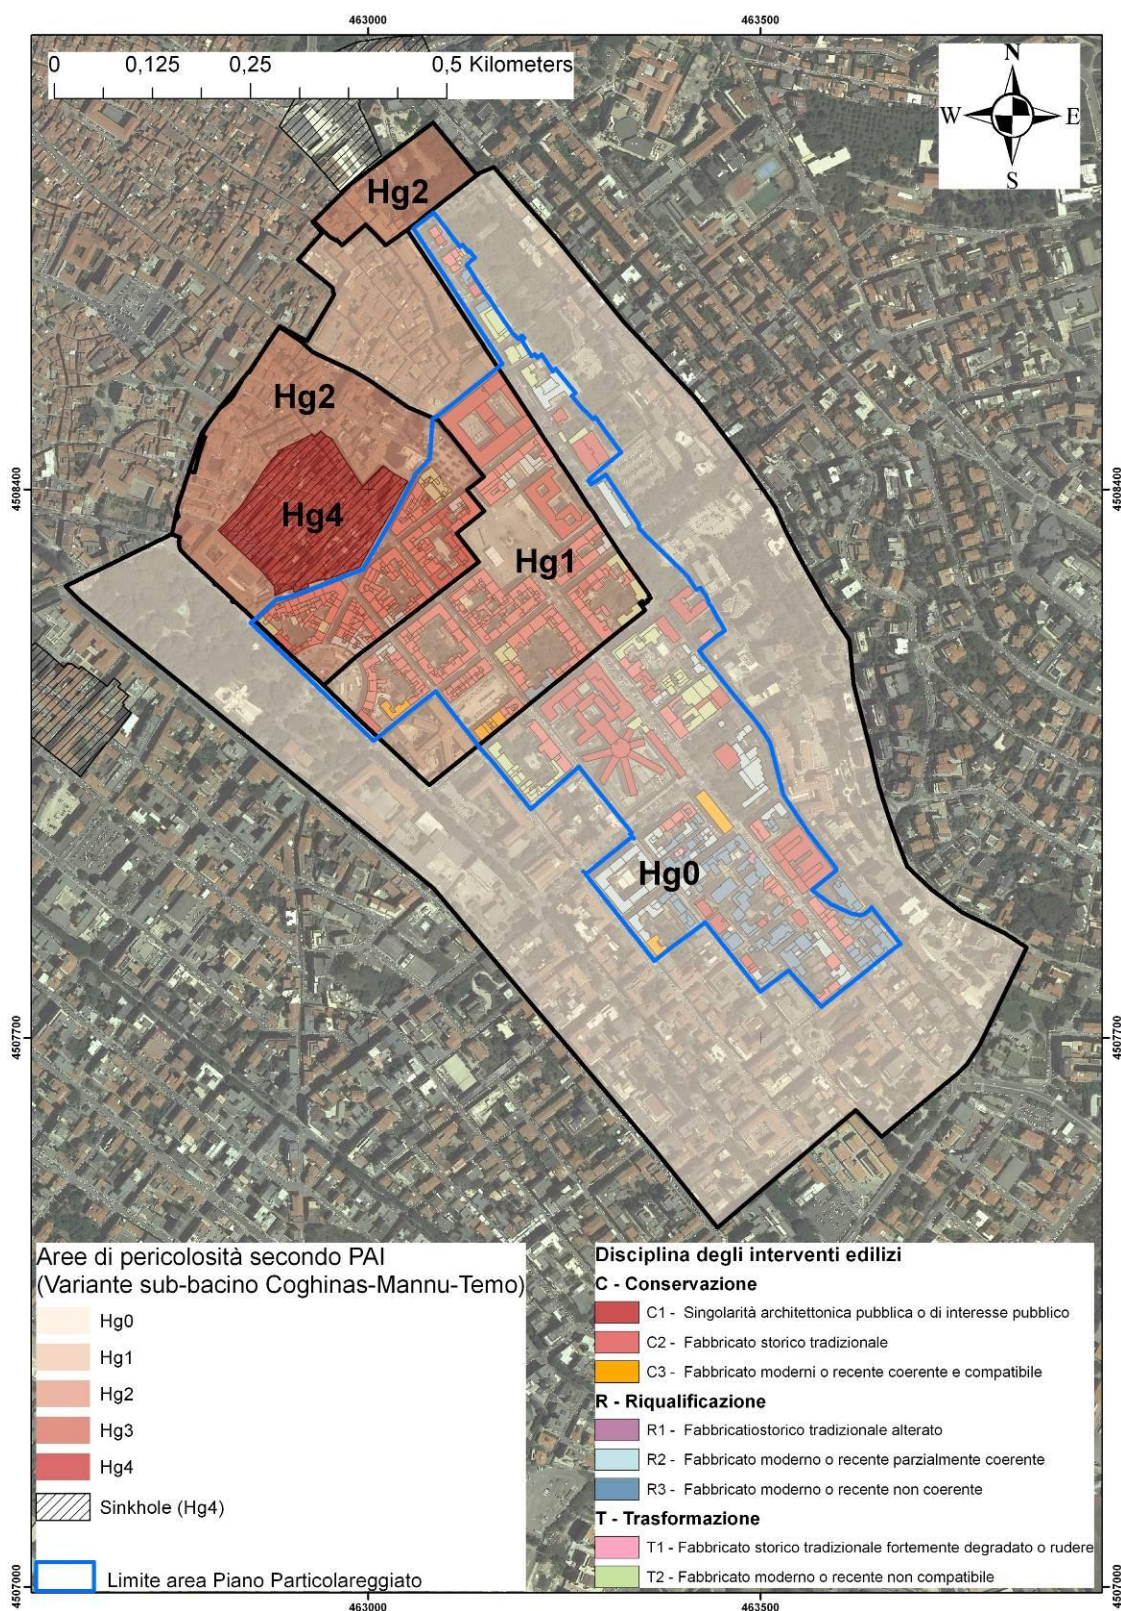 463000
463500
0
0,125
0,25
0,5 Kilometers
N
W
E
S
Hg2
Hg2
4508400
4508400
Hg4
Hg1
Hg0
4507700
4507700
Aree di pericolosità secondo PAI
(Variante sub-bacino Coghinas-Mannu-Temo)
Hg0
Hg1
Hg2
Hg3
Hg4
Sinkhole (Hg4)
Limite area Piano Particolareggiato
Disciplina degli interventi edilizi
C - Conservazione
C1 - Singolarità architettonica pubblica o di interesse pubblico
C2 - Fabbricato storico tradizionale
C3 - Fabbricato moderni o recente coerente e compatibile
R - Riqualificazione
R1 - Fabbricatiostorico tradizionale alterato
R2 - Fabbricato moderno o recente parzialmente coerente
R3 - Fabbricato moderno o recente non coerente
T - Trasformazione
T1 - Fabbricato storico tradizionale fortemente degradato o rudere
T2 - Fabbricato moderno o recente non compatibile
4507000
4507000
463000
463500